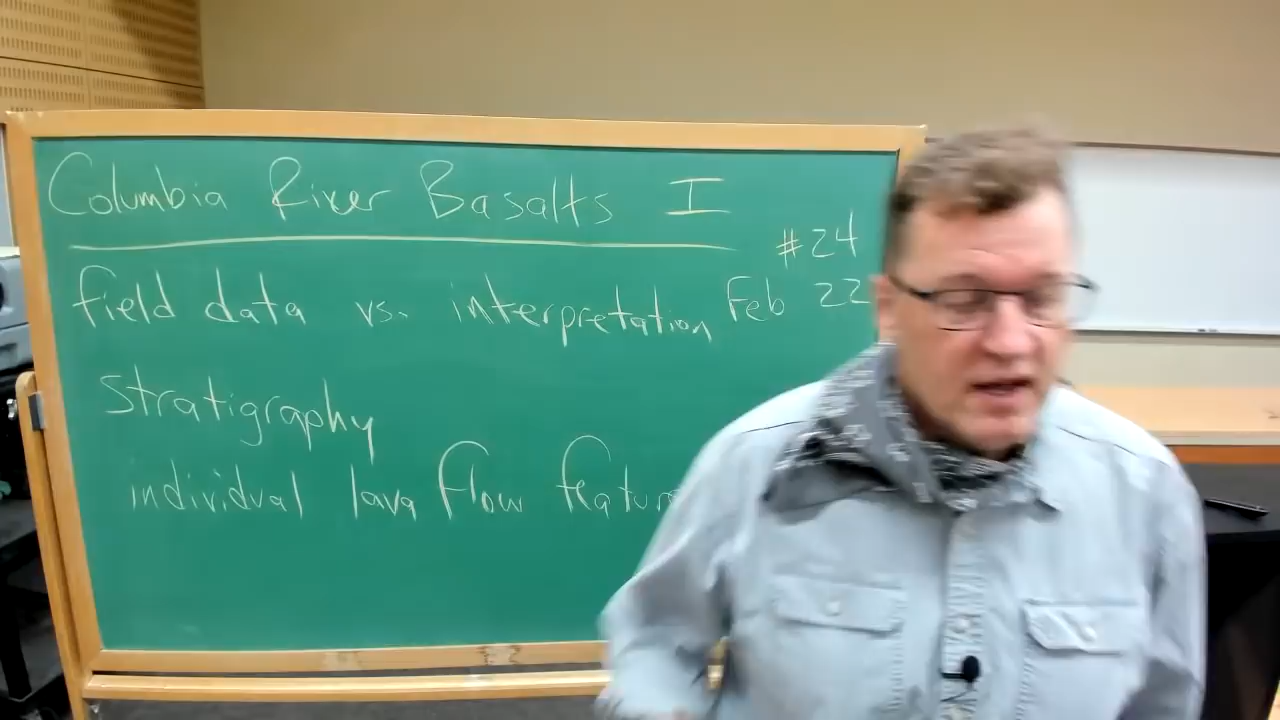 Columbia River Basalts I
#24
Feb 22
field data vs. interpretation
stratigraphy
individual lava flow